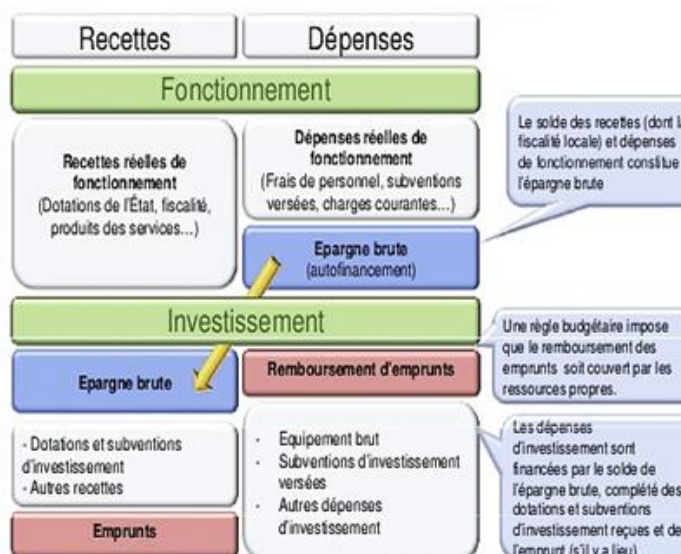 Recettes
Dépenses
Fonctionnement
Recettes réelles de
fonctionnement
(Dotations de l'État, fiscalité,
produits des services…)
Dépenses réelles de
fonctionnement
(Frais de personnel, subventions
versées, charges courantes…)
Epargne brute
(autofinancement)
Le solde des recettes (dont la
fiscalité locale) et dépenses
de fonctionnement constitue
l'épargne brute
Investissement
Epargne brute
Remboursement d'emprunts
Une règle budgétaire impose
que le remboursement des
emprunts soit couvert par les
ressources propres.
- Dotations et subventions
d'investissement
- Autres recettes
Emprunts
- Equipement brut
- Subventions d'investissement
versées
- Autres dépenses
d'investissement
Les dépenses
d'investissement sont
financées par le solde de
l'épargne brute, complété des
dotations et subventions
d'investissement reçues et de
l'emprunt (s'il y a lieu)